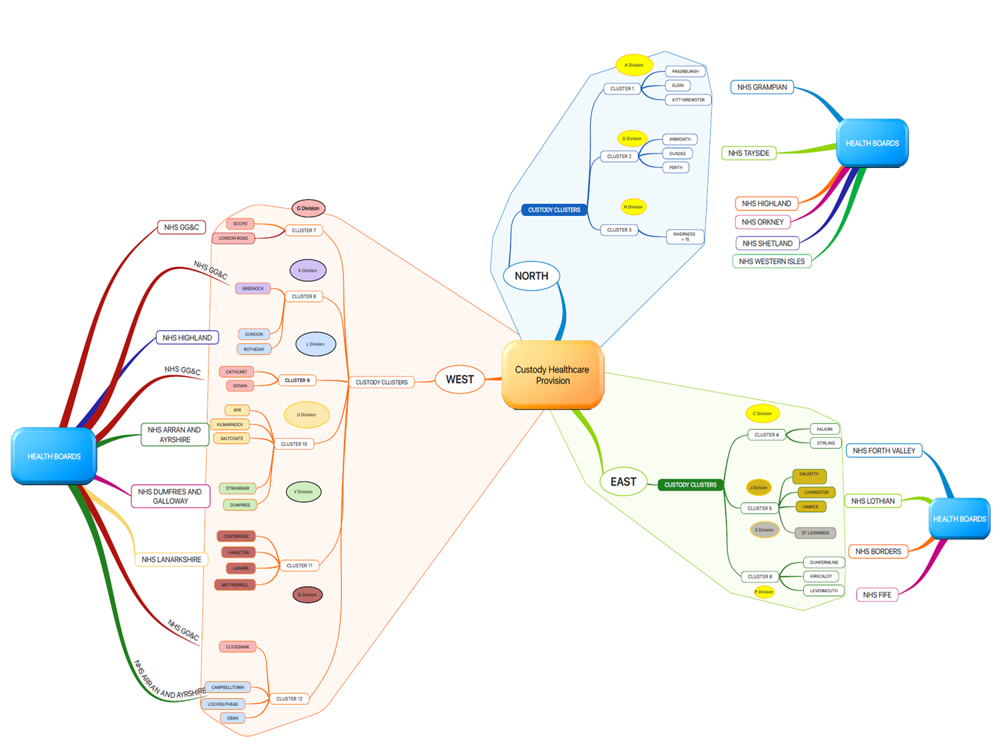 Custody Healthcare
Provision
NORTH
CUSTODY CLUSTERS
A Division
CLUSTER 1
FRASRBURGH
ELGIN
KITTYBREWSTER
D Division
CLUSTER 2
ARBROATH
DUNDEE
PERTH
N Division
CLUSTER 3
INVERNESS
+ 15
NHS GRAMPIAN
NHS TAYSIDE
NHS HIGHLAND
NHS ORKNEY
NHS SHETLAND
NHS WESTERN ISLES
HEALTH BOARDS
EAST
CUSTODY CLUSTERS
C Division
CLUSTER 4
FALKIRK
STIRLING
J Division
CLUSTER 5
DALKEITH
LIVINGSTON
HAWICK
E Division
ST LEONARDS
CLUSTER 6
P Division
DUNFERMLINE
KIRKCALDY
LEVENMOUTH
NHS FORTH VALLEY
NHS LOTHIAN
NHS BORDERS
NHS FIFE
HEALTH BOARDS
WEST
CUSTODY CLUSTERS
G Division
CLUSTER 7
GCCPO
LONDON ROAD
K Division
CLUSTER 8
GREENOCK
DUNOON
ROTHESAY
L Division
CLUSTER 9
CATHCART
GOVAN
U Division
CLUSTER 10
AYR
KILMARNOCK
SALTCOATS
STRANRAER
DUMFRIES
V Division
CLUSTER 11
COATBRIDGE
HAMILTON
LANARK
MOTHERWELL
Q Division
CLUSTER 12
CLYDEBANK
CAMPBELLTOWN
LOCHGILPHEAD
OBAN
NHS GG&C
NHS GG&C
NHS HIGHLAND
NHS GG&C
NHS ARRAN AND
AYRSHIRE
NHS DUMFRIES AND
GALLOWAY
NHS LANARKSHIRE
NHS GG&C
NHS ARRAN AND AYRSHIRE
HEALTH BOARDS